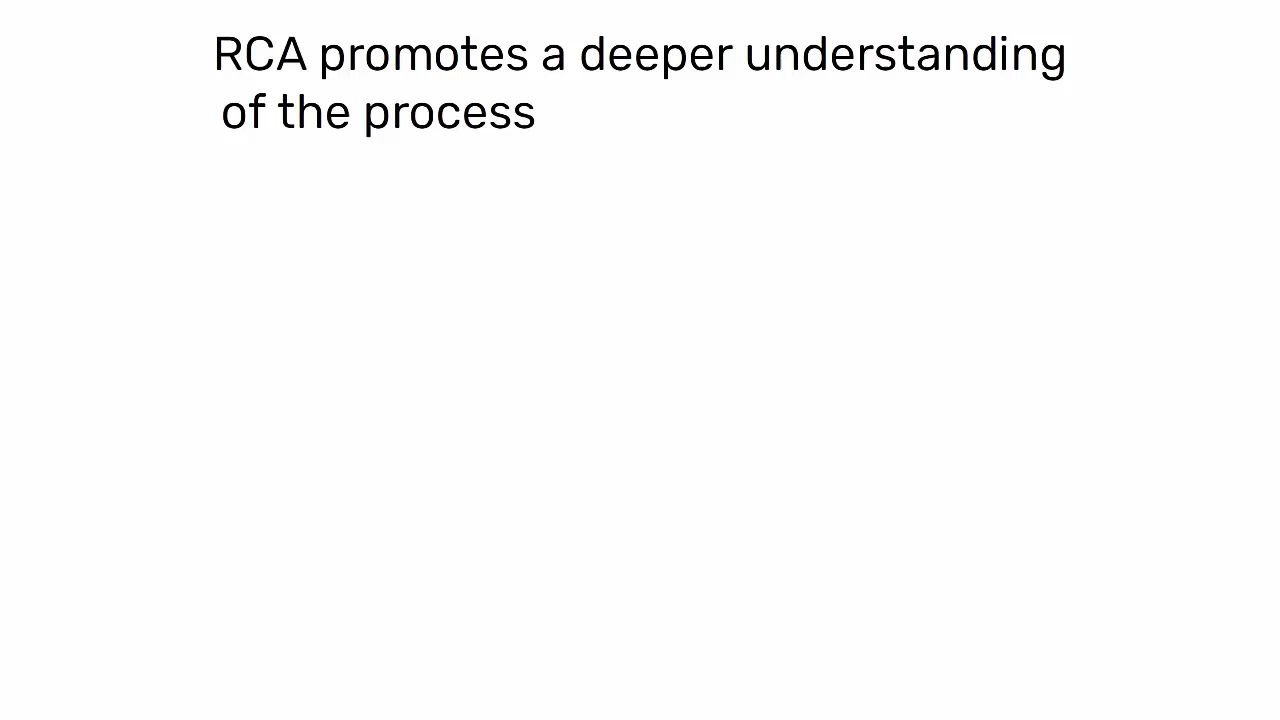 RCA promotes a deeper understanding
of the process